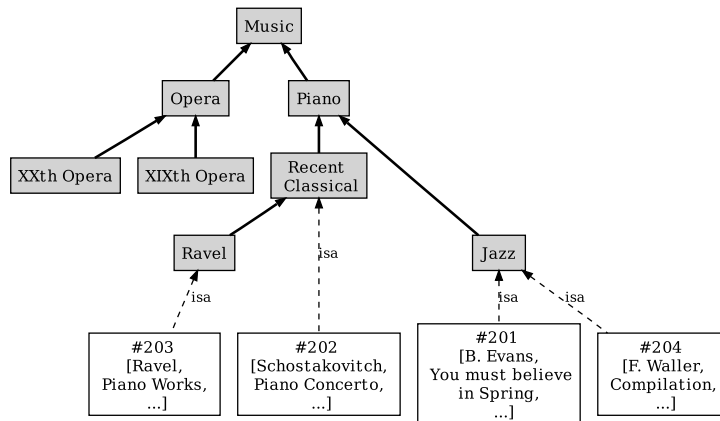 Music
Opera
Piano
XXth Opera
XIXth Opera
Recent
Classical
Ravel
Jazz
isa
isa
isa
isa
#203
[Ravel,
Piano Works,
...]
#202
[Schostakovitch,
Piano Concerto,
...]
#201
[B. Evans,
You must believe
in Spring,
...]
#204
[F. Waller,
Compilation,
...]